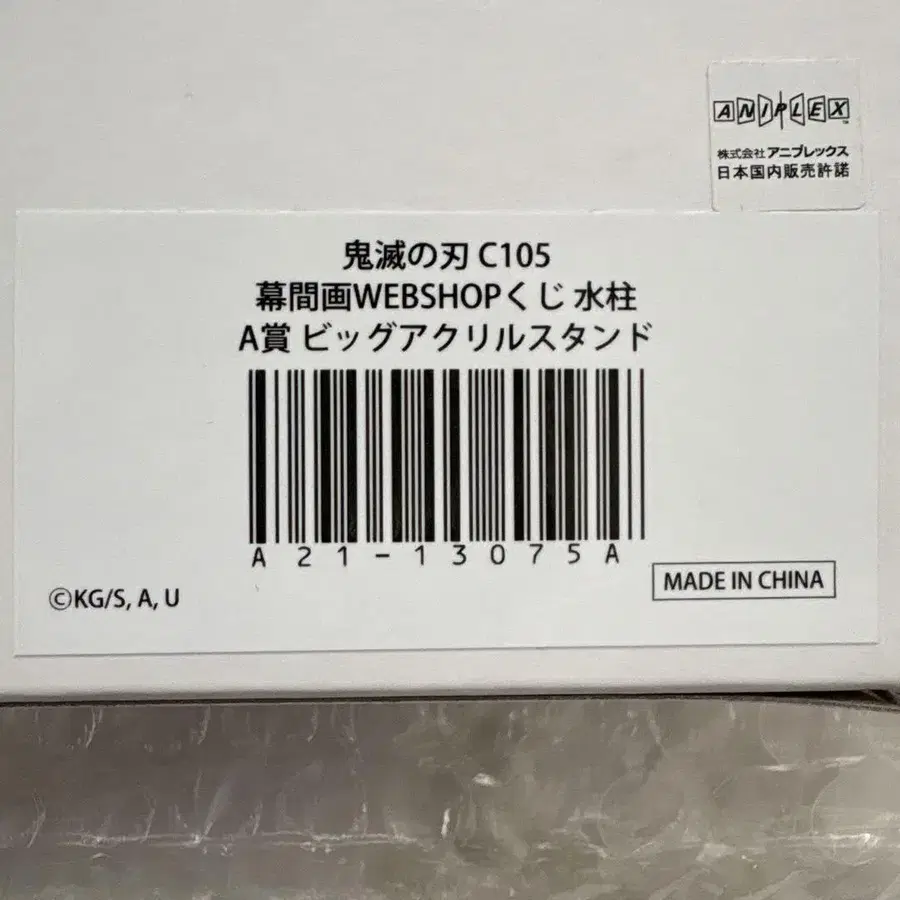 ANIPLEX
株式会社アニプレックス
日本国内販売許諾
鬼滅の刃 C105
幕間画WEBSHOPくじ 水柱
A賞 ビッグアクリルスタンド
A21-13075A
MADE IN CHINA
©KG/S, A, U